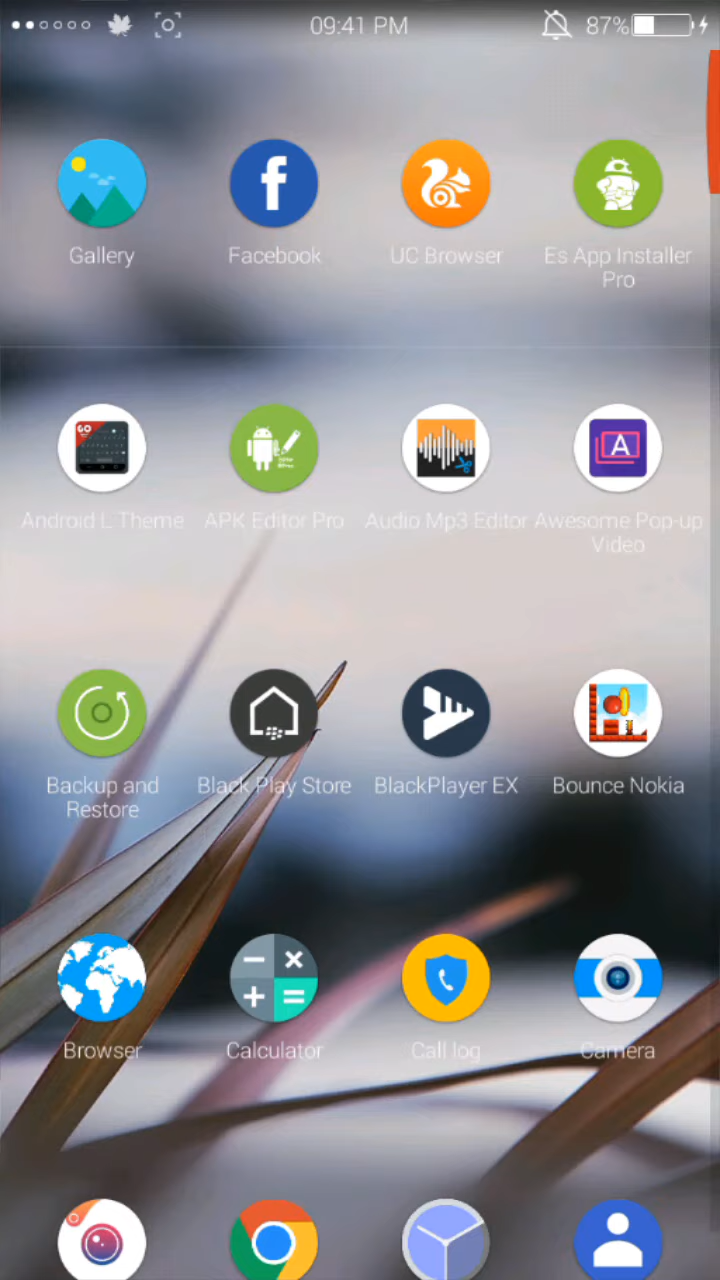 09:41 PM
87%
Gallery
Facebook
UC Browser
Es App Installer
Pro
GO
Android L Theme
APK Editor Pro
Audio Mp3 Editor
A
Awesome Pop-up
Video
Backup and
Restore
Black Play Store
BlackPlayer EX
Bounce Nokia
Browser
Calculator
Call log
Camera